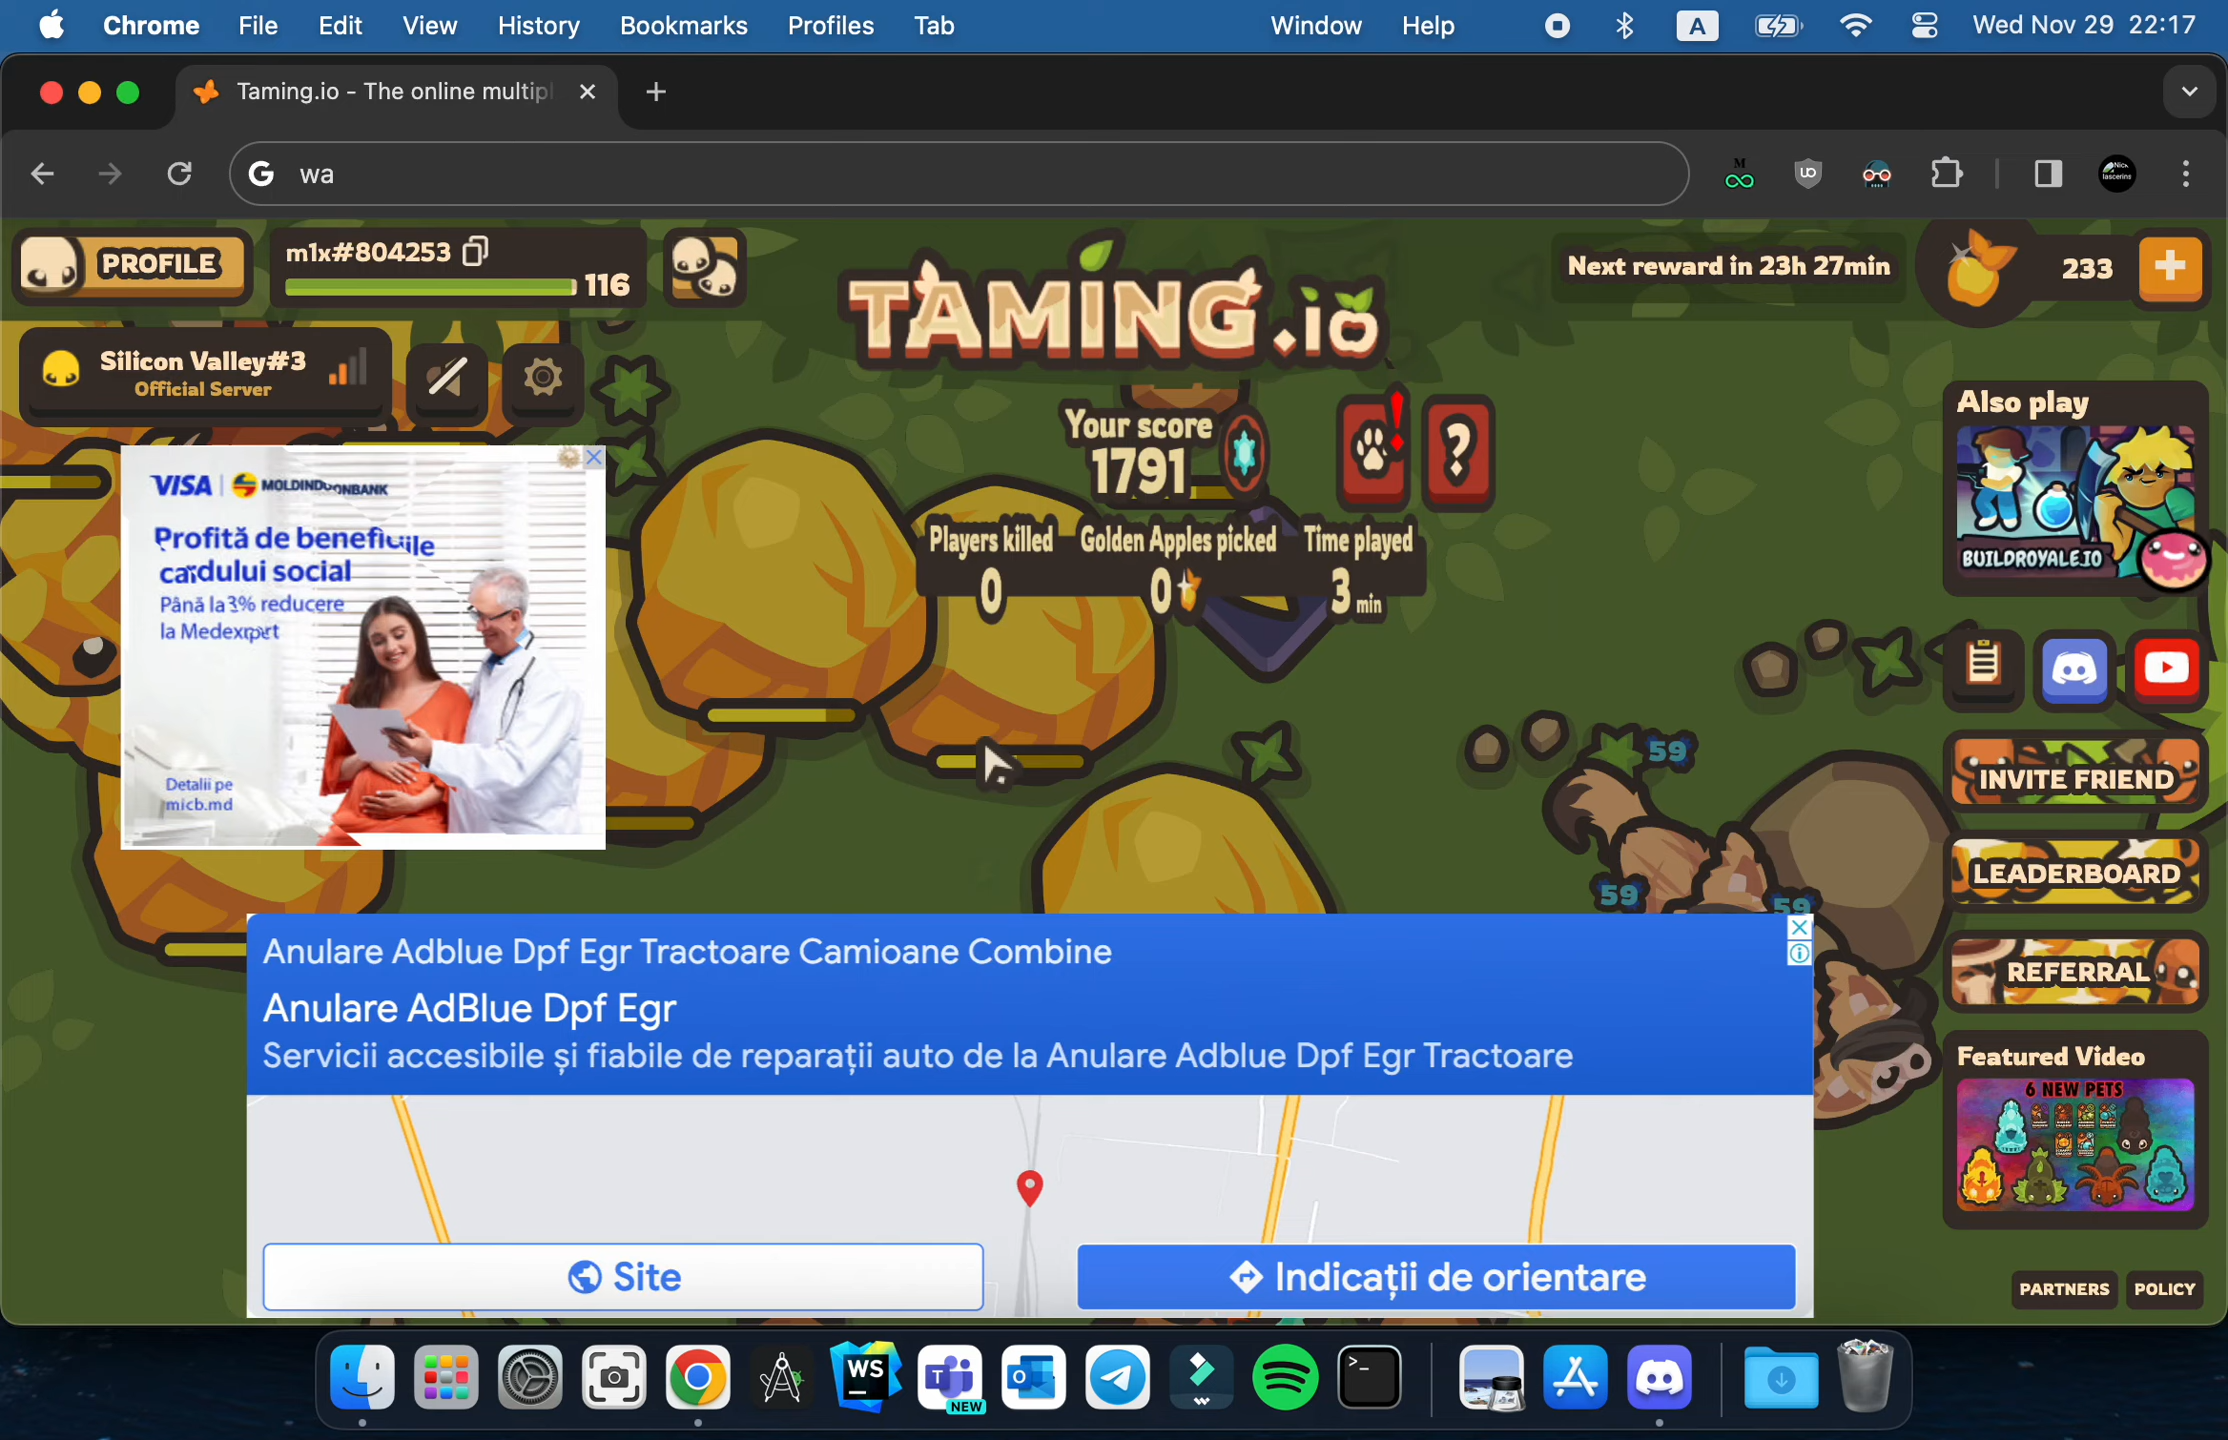 Chrome File Edit View History Bookmarks Profiles Tab Window Help A Wed Nov 29 22:17
Taming.io - The online multipl
wa
M
UO
PROFILE
m1x#804253
116
TAMING.io
Next reward in 23h 27min
233
Silicon Valley#3
Official Server
Your score
1791
Also play
BUILDROYALE.IO
VISA | MOLDINDCONBANK
Profită de beneficiile
cardului social
Până la 3% reducere
la Medexpert
Detalii pe
micb.md
Players killed Golden Apples picked Time played
0 0 3 min
59
59
59
INVITE FRIEND
LEADERBOARD
REFERRAL
Featured Video
6 NEW PETS
Anulare Adblue Dpf Egr Tractoare Camioane Combine
Anulare AdBlue Dpf Egr
Servicii accesibile și fiabile de reparații auto de la Anulare Adblue Dpf Egr Tractoare
Site
Indicații de orientare
PARTNERS POLICY
WS
T
NEW
O